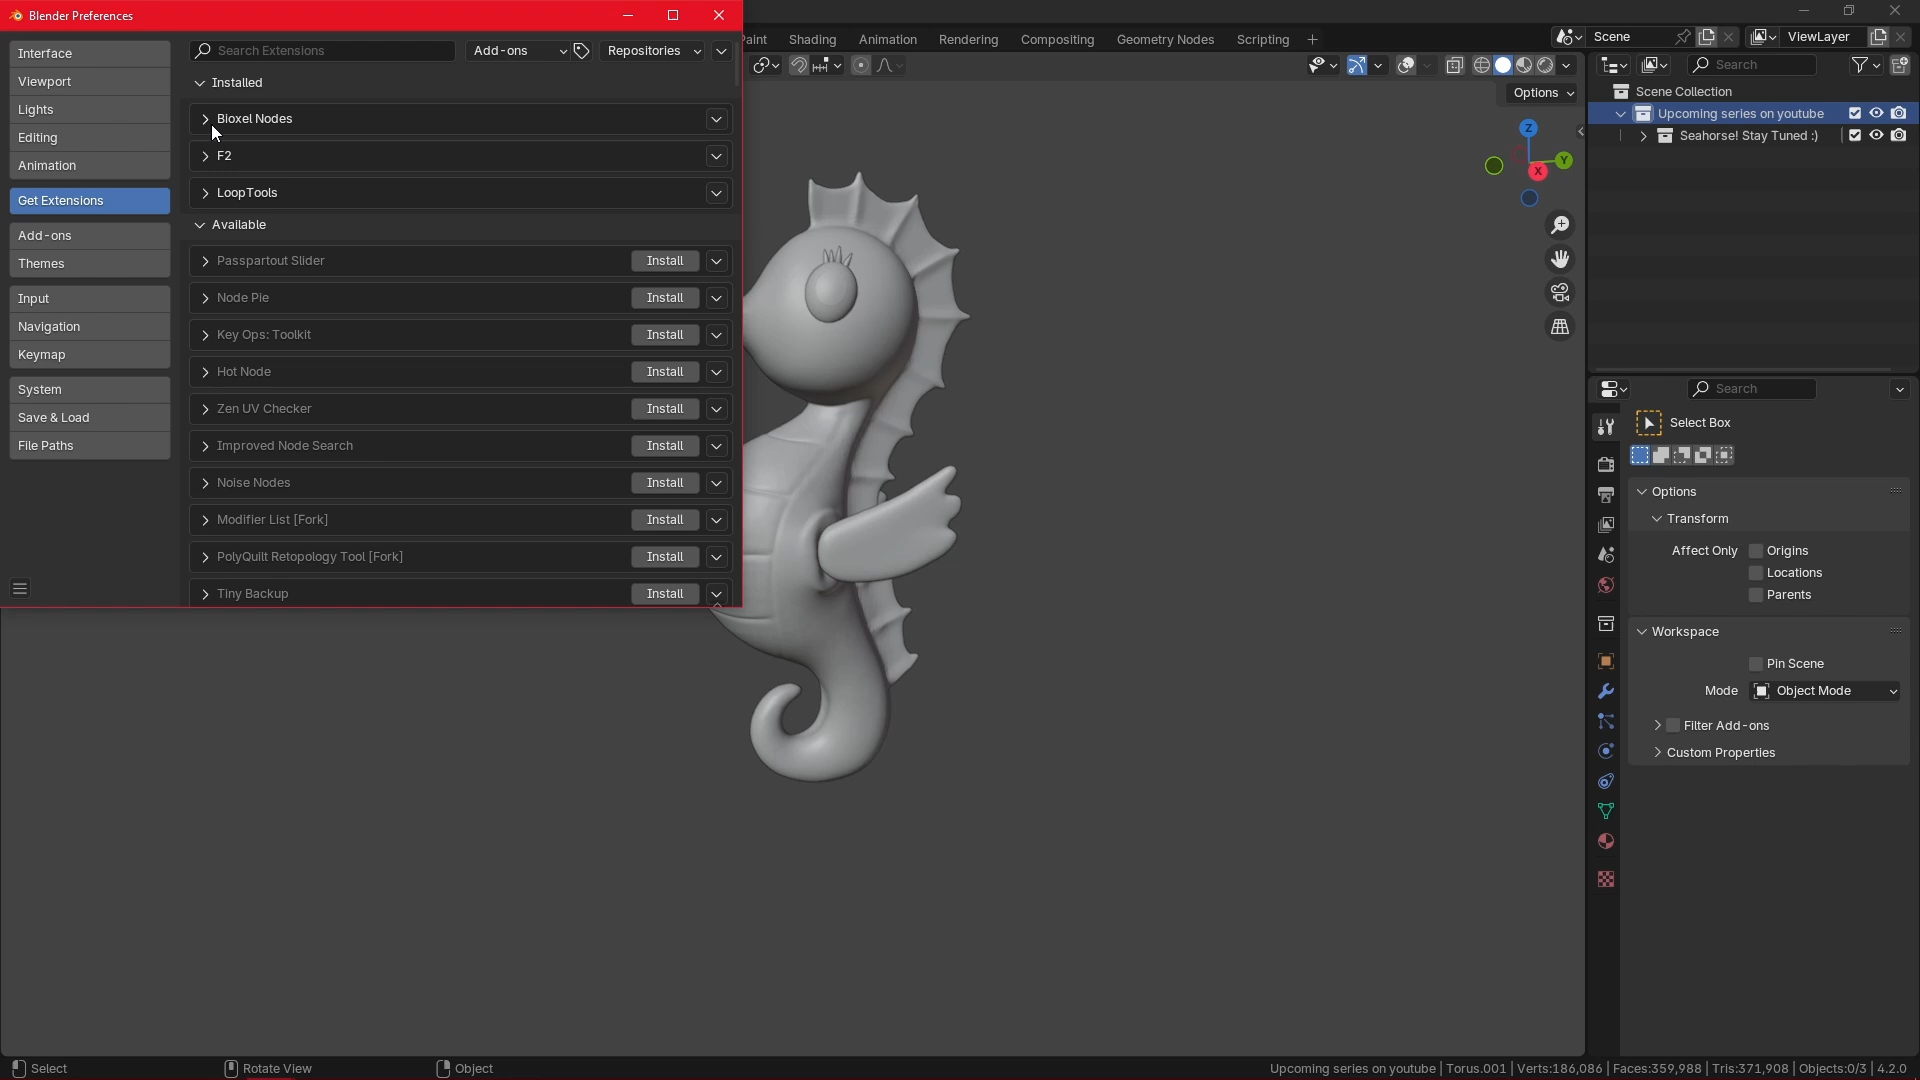 Blender Preferences
Interface
Viewport
Lights
Editing
Animation
Get Extensions
Add-ons
Themes
Input
Navigation
Keymap
System
Save & Load
File Paths
Search Extensions
Add-ons
Repositories
Installed
Bioxel Nodes
F2
LoopTools
Available
Passpartout Slider Install
Node Pie Install
Key Ops: Toolkit Install
Hot Node Install
Zen UV Checker Install
Improved Node Search Install
Noise Nodes Install
Modifier List [Fork] Install
PolyQuilt Retopology Tool [Fork] Install
Tiny Backup Install
Paint Shading Animation Rendering Compositing Geometry Nodes Scripting
Scene
ViewLayer
Options
Z
Y
X
Search
Scene Collection
Upcoming series on youtube
Seahorse! Stay Tuned :)
Search
Select Box
Options
Transform
Affect Only Origins
Locations
Parents
Workspace
Pin Scene
Mode Object Mode
Filter Add-ons
Custom Properties
Select
Rotate View
Object
Upcoming series on youtube | Torus.001 | Verts:186,086 | Faces:359,988 | Tris:371,908 | Objects:0/3 | 4.2.0